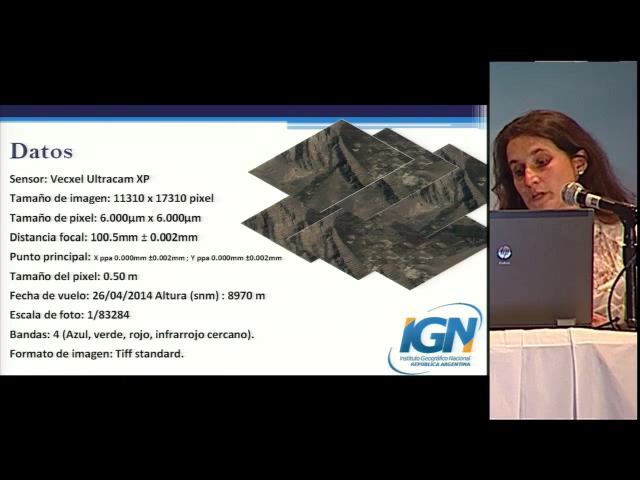 Datos
Sensor: Vecxel Ultracam XP
Tamaño de imagen: 11310 x 17310 pixel
Tamaño de pixel: 6.000µm x 6.000µm
Distancia focal: 100.5mm ± 0.002mm
Punto principal: X ppa 0.000mm ±0.002mm ; Y ppa 0.000mm ±0.002mm
Tamaño del pixel: 0.50 m
Fecha de vuelo: 26/04/2014 Altura (snm) : 8970 m
Escala de foto: 1/83284
Bandas: 4 (Azul, verde, rojo, infrarrojo cercano).
Formato de imagen: Tiff standard.
IGN
Instituto Geográfico Nacional
REPÚBLICA ARGENTINA
hp